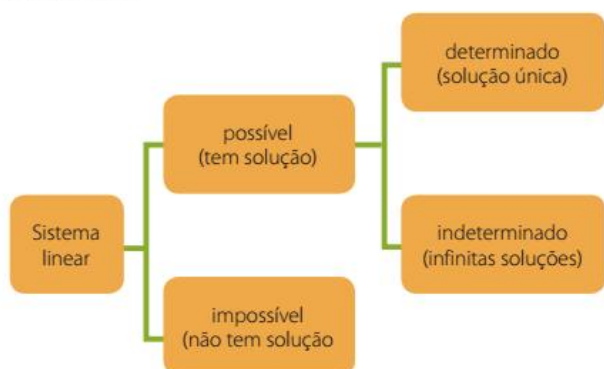 determinado
(solução única)
possível
(tem solução)
Sistema
linear
indeterminado
(infinitas soluções)
impossível
(não tem solução